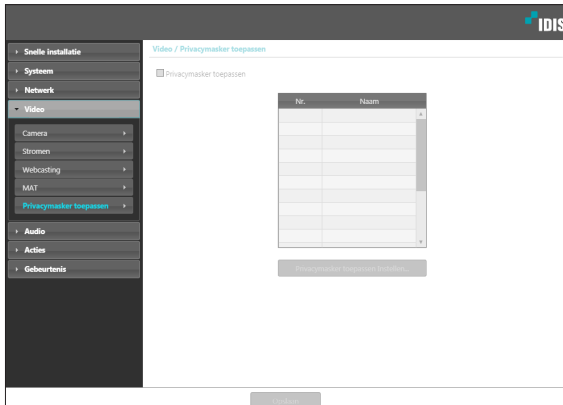 IDIS
Snelle installatie
Systeem
Netwerk
Video
Camera
Stromen
Webcasting
MAT
Privacymasker toepassen
Audio
Acties
Gebeurtenis
Video / Privacymasker toepassen
Privacymasker toepassen
Nr. Naam
Privacymasker toepassen instellen...